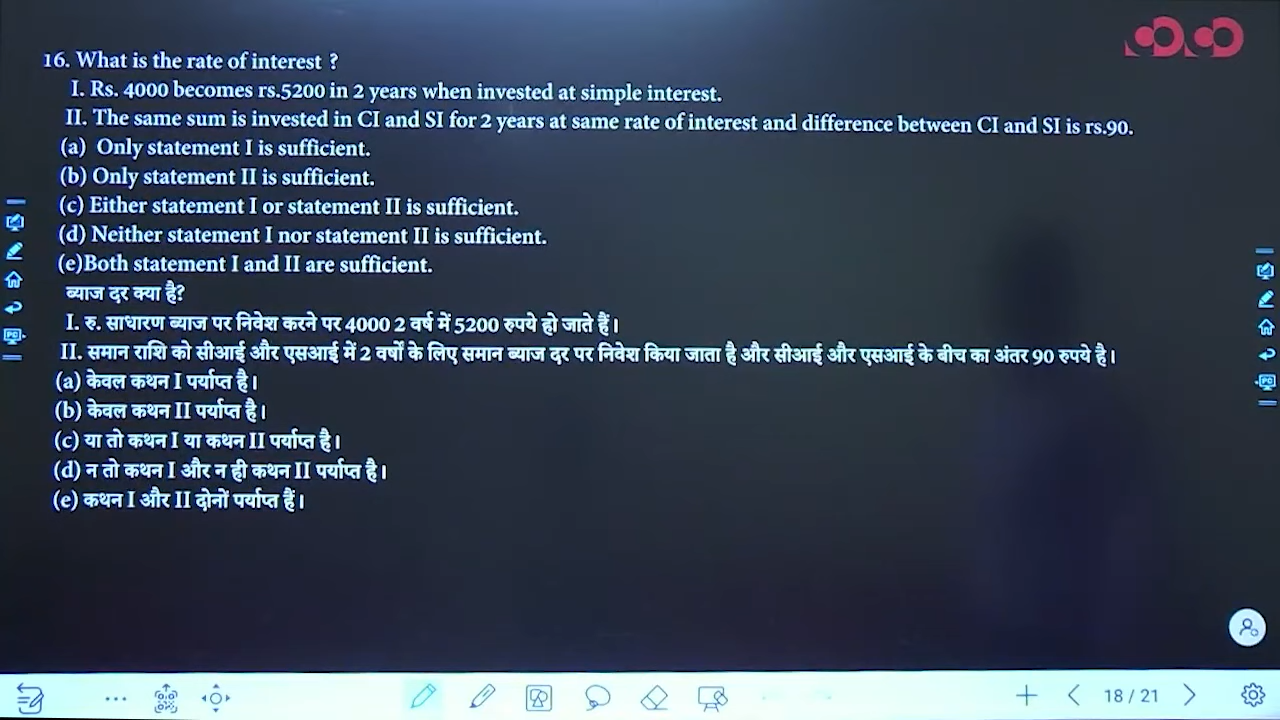 16. What is the rate of interest ?
I. Rs. 4000 becomes rs.5200 in 2 years when invested at simple interest.
II. The same sum is invested in CI and SI for 2 years at same rate of interest and difference between CI and SI is rs.90.
(a) Only statement I is sufficient.
(b) Only statement II is sufficient.
(c) Either statement I or statement II is sufficient.
(d) Neither statement I nor statement II is sufficient.
(e)Both statement I and II are sufficient.
ब्याज दर क्या है?
I. रु. साधारण ब्याज पर निवेश करने पर 4000 2 वर्ष में 5200 रुपये हो जाते हैं।
II. समान राशि को सीआई और एसआई में 2 वर्षों के लिए समान ब्याज दर पर निवेश किया जाता है और सीआई और एसआई के बीच का अंतर 90 रुपये है।
(a) केवल कथन I पर्याप्त है।
(b) केवल कथन II पर्याप्त है।
(c) या तो कथन I या कथन II पर्याप्त है।
(d) न तो कथन I और न ही कथन II पर्याप्त है।
(e) कथन I और II दोनों पर्याप्त हैं।
18 / 21